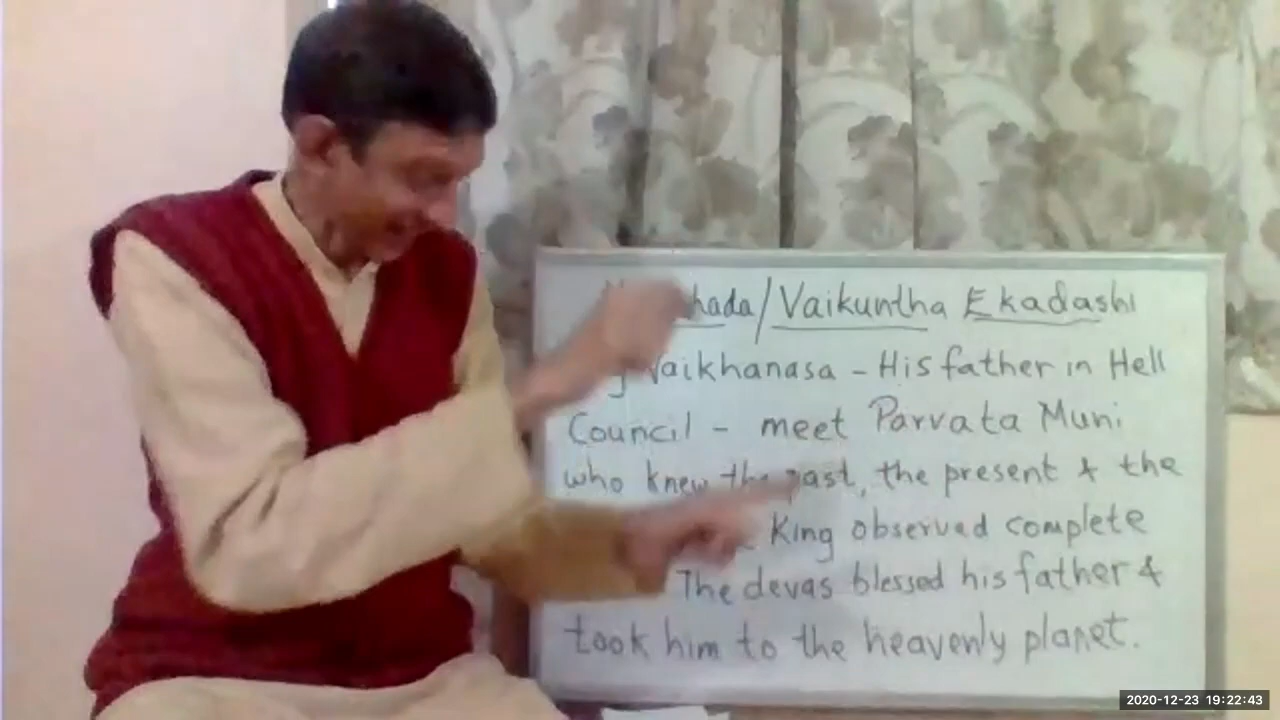 /Vaikuntha Ekadashi
Vaikhanasa - His father in Hell
Council - meet Parvata Muni
who knew the past, the present & the
King observed complete
The devas blessed his father &
took him to the heavenly planet.
2020-12-23 19:22:43